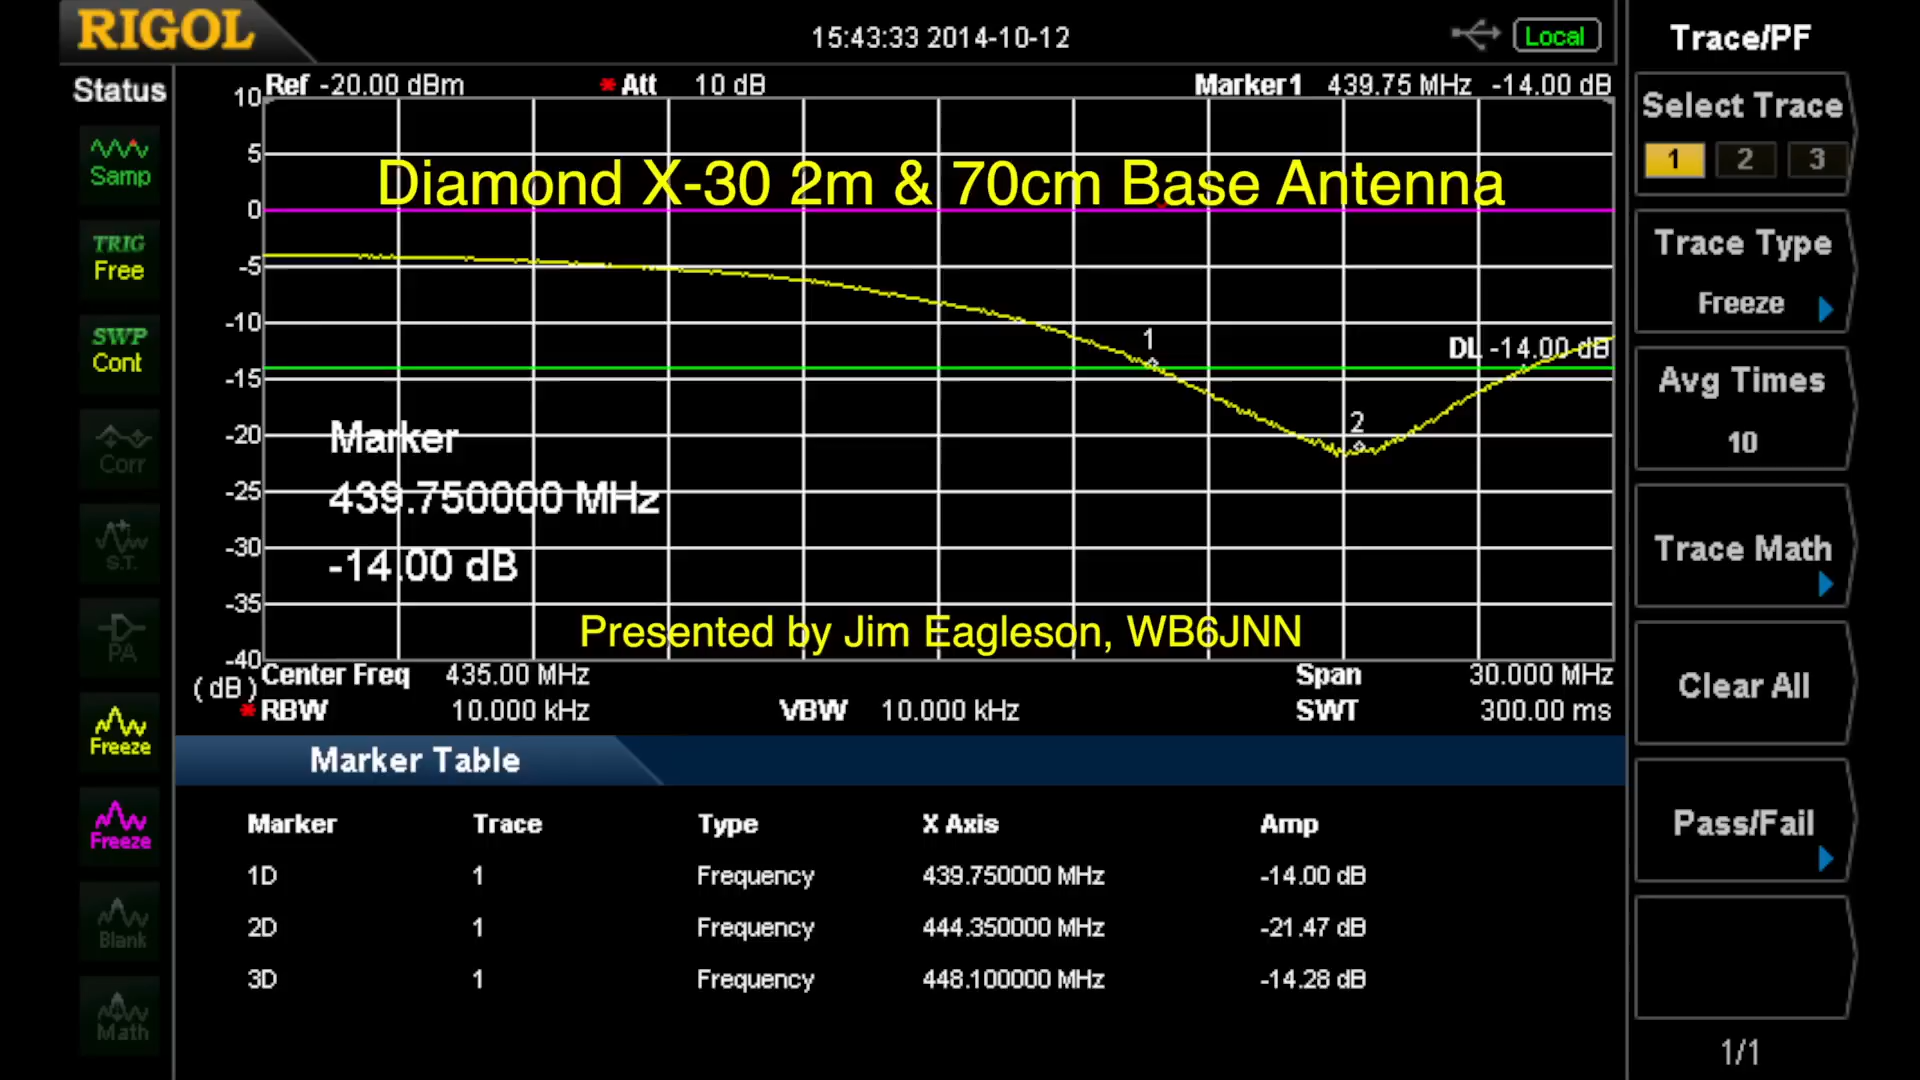 RIGOL
15:43:33 2014-10-12
Local
Trace/PF
Status
Ref -20.00 dBm
* Att 10 dB
Marker1 439.75 MHz -14.00 dB
Samp
TRIG
Free
SWP
Cont
Corr
S.T.
PA
Freeze
Freeze
Blank
Math
10
5
0
-5
-10
-15
-20
-25
-30
-35
-40
(dB)
Diamond X-30 2m & 70cm Base Antenna
1
2
DL -14.00 dB
Marker
439.750000 MHz
-14.00 dB
Presented by Jim Eagleson, WB6JNN
Center Freq 435.00 MHz
Span 30.000 MHz
* RBW 10.000 kHz
VBW 10.000 kHz
SWT 300.00 ms
Marker Table
Marker Trace Type X Axis Amp
1D 1 Frequency 439.750000 MHz -14.00 dB
2D 1 Frequency 444.350000 MHz -21.47 dB
3D 1 Frequency 448.100000 MHz -14.28 dB
Select Trace
1 2 3
Trace Type
Freeze
Avg Times
10
Trace Math
Clear All
Pass/Fail
1/1